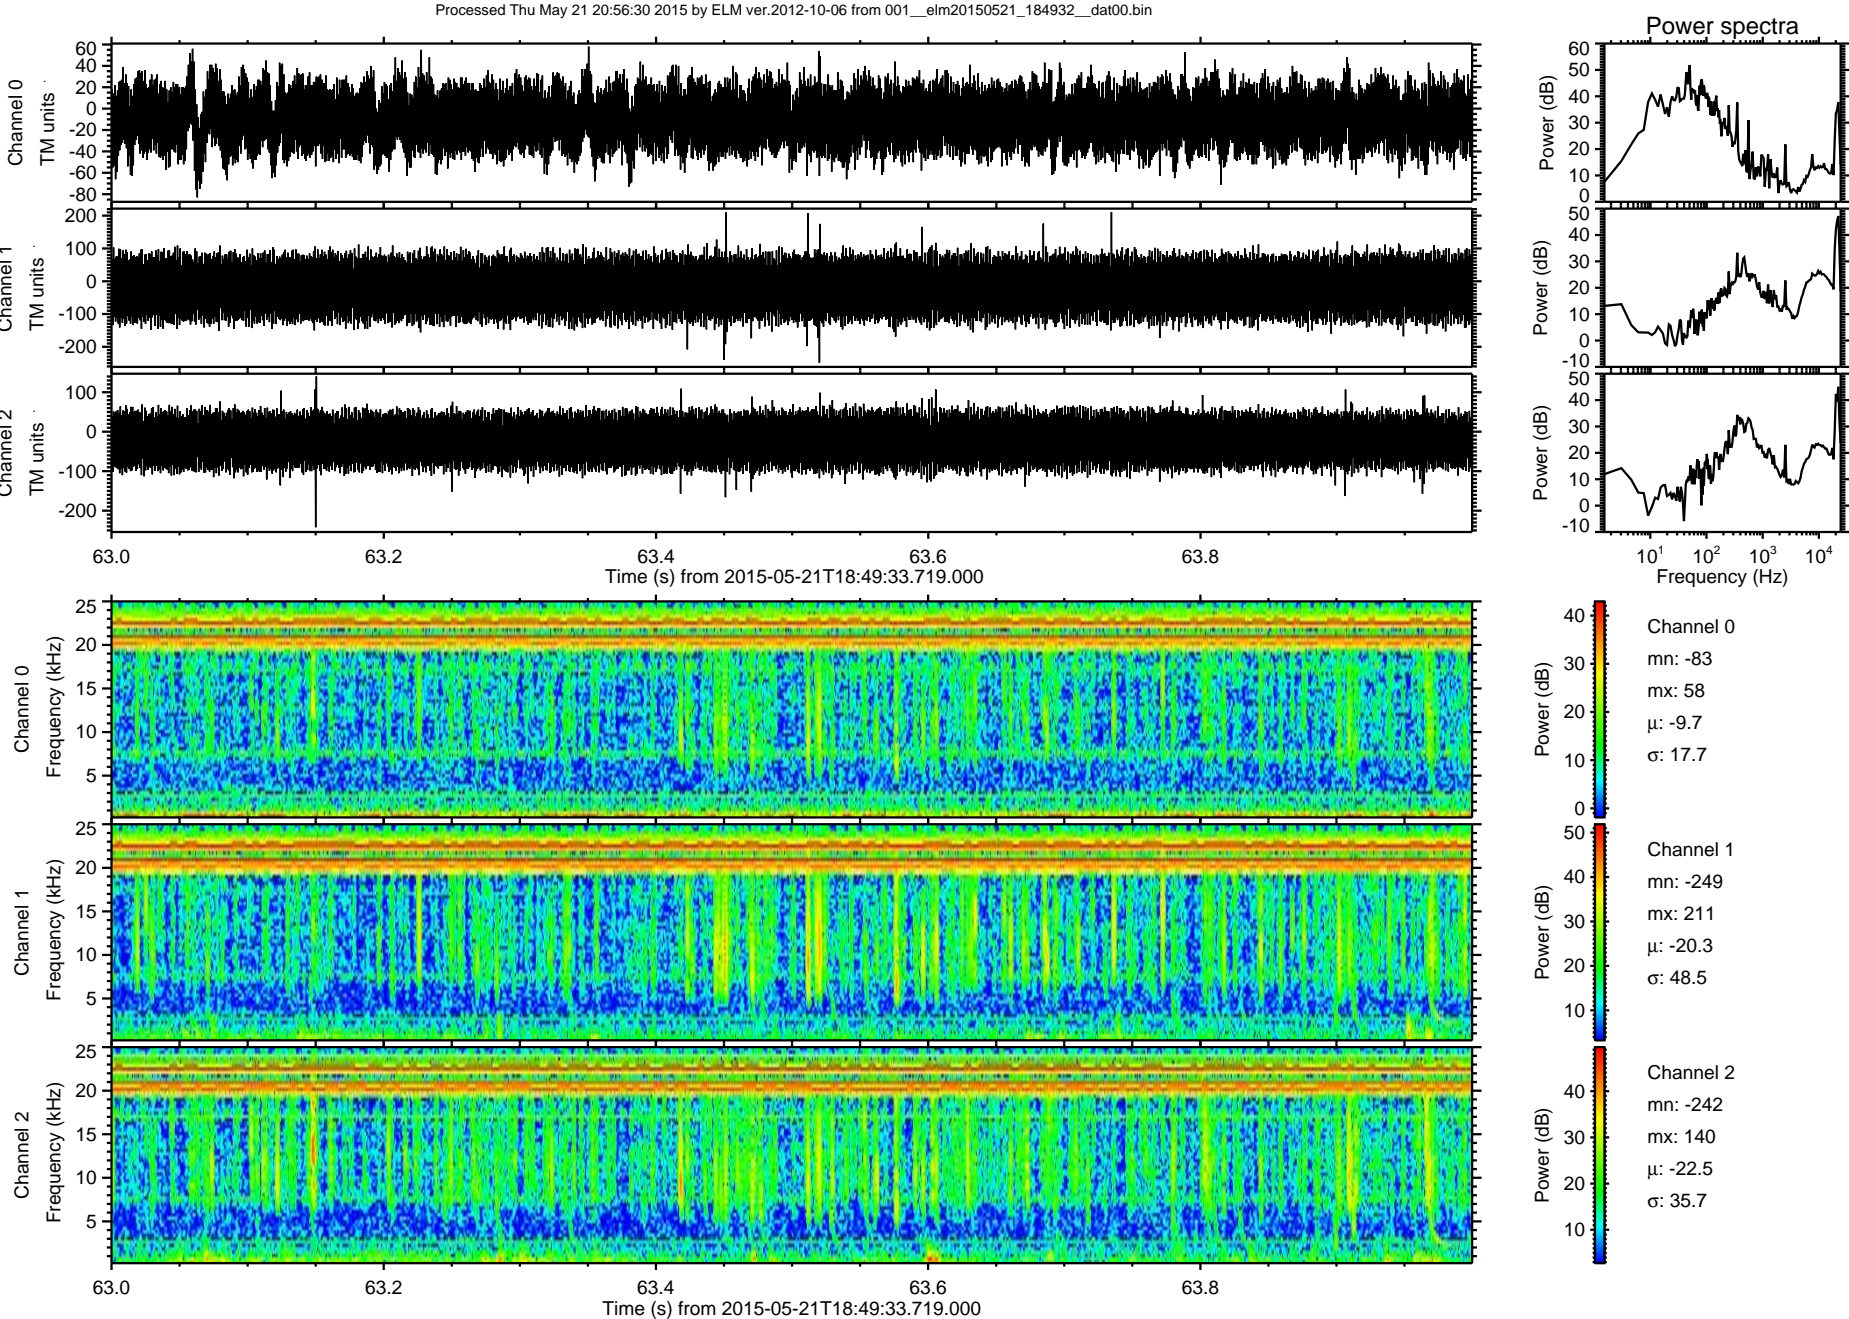 Processed Thu May 21 20:56:30 2015 by ELM ver.2012-10-06 from 001__elm20150521_184932__dat00.bin
Power spectra
Channel 0
TM units
60
40
20
0
-20
-40
-60
-80
Power (dB)
60
50
40
30
20
10
0
Channel 1
TM units
200
100
0
-100
-200
Power (dB)
50
40
30
20
10
0
-10
Channel 2
TM units
100
0
-100
-200
Power (dB)
50
40
30
20
10
0
-10
63.0 63.2 63.4 63.6 63.8
Time (s) from 2015-05-21T18:49:33.719.000
10¹ 10² 10³ 10⁴
Frequency (Hz)
Channel 0
Frequency (kHz)
25
20
15
10
5
Power (dB)
40
30
20
10
0
Channel 0
mn: -83
mx: 58
μ: -9.7
σ: 17.7
Channel 1
Frequency (kHz)
25
20
15
10
5
Power (dB)
50
40
30
20
10
Channel 1
mn: -249
mx: 211
μ: -20.3
σ: 48.5
Channel 2
Frequency (kHz)
25
20
15
10
5
Power (dB)
40
30
20
10
Channel 2
mn: -242
mx: 140
μ: -22.5
σ: 35.7
63.0 63.2 63.4 63.6 63.8
Time (s) from 2015-05-21T18:49:33.719.000